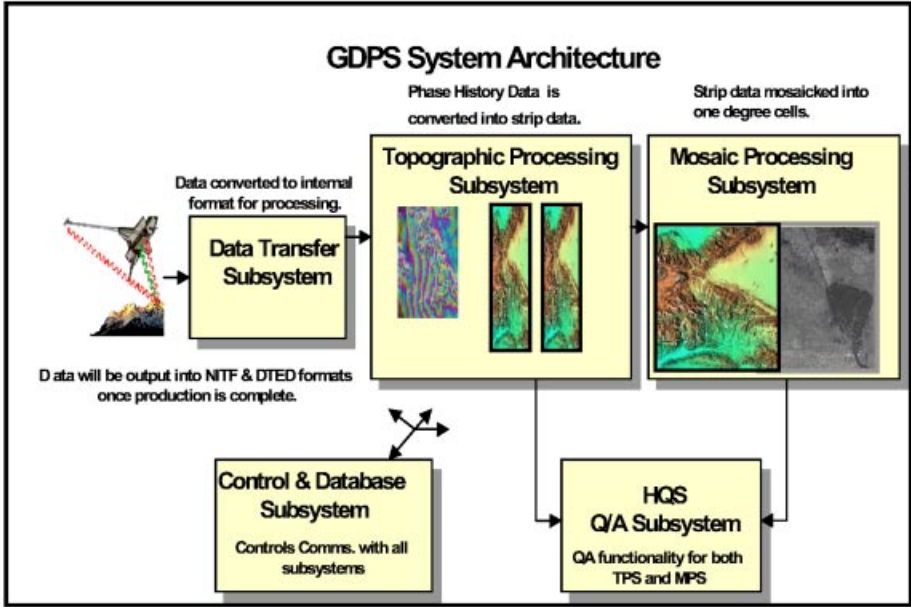 GDPS System Architecture
Phase History Data is
converted into strip data.
Strip data mosaicked into
one degree cells.
Data converted to internal
format for processing.
Data Transfer
Subsystem
Topographic Processing
Subsystem
Mosaic Processing
Subsystem
D ata will be output into NITF & DTED formats
once production is complete.
Control & Database
Subsystem
Controls Comms. with all
subsystems
HQS
Q/A Subsystem
QA functionality for both
TPS and MPS